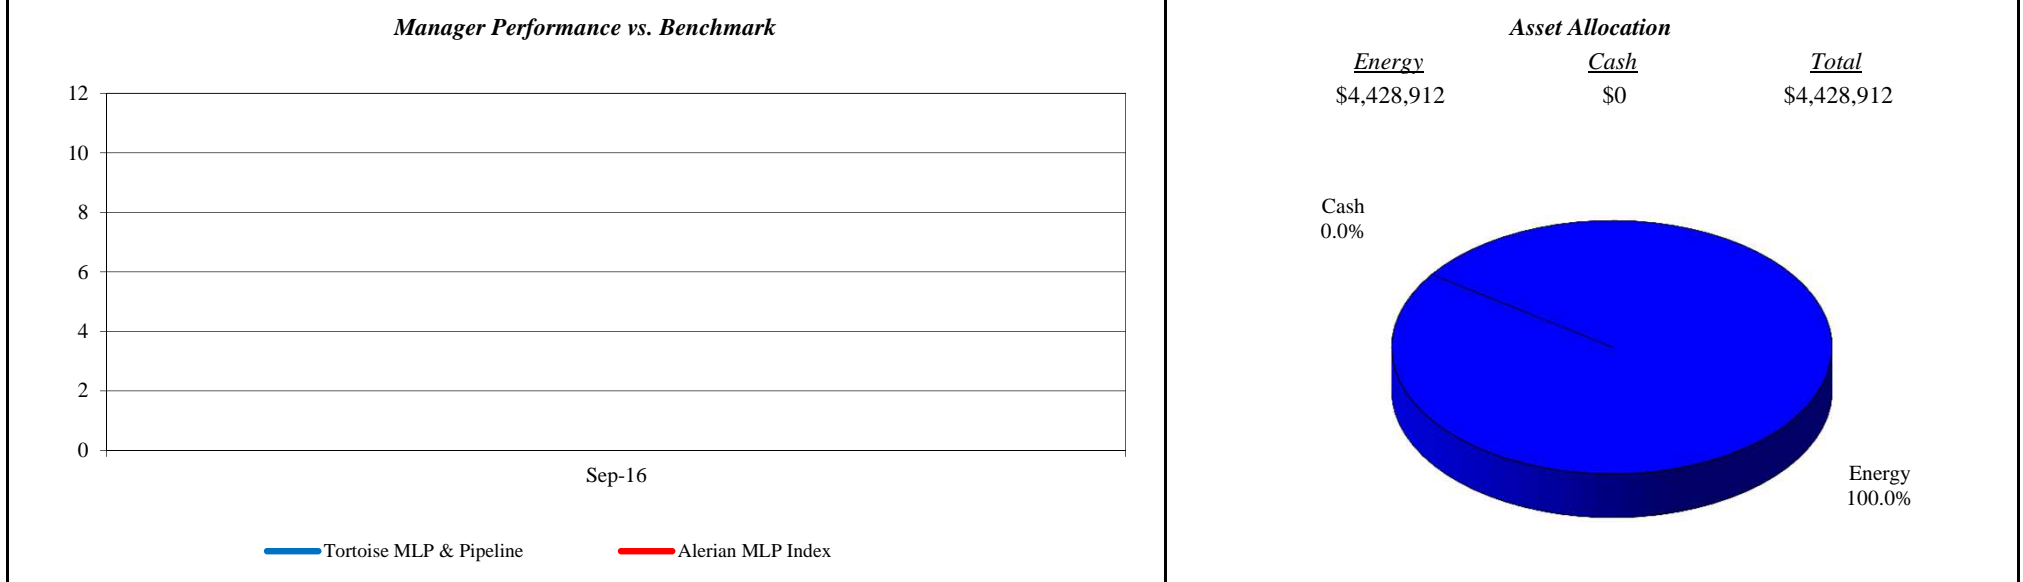 Manager Performance vs. Benchmark
12
10
8
6
4
2
0
Sep-16
Tortoise MLP & Pipeline
Alerian MLP Index
Asset Allocation
Energy Cash Total
$4,428,912 $0 $4,428,912
Cash
0.0%
Energy
100.0%